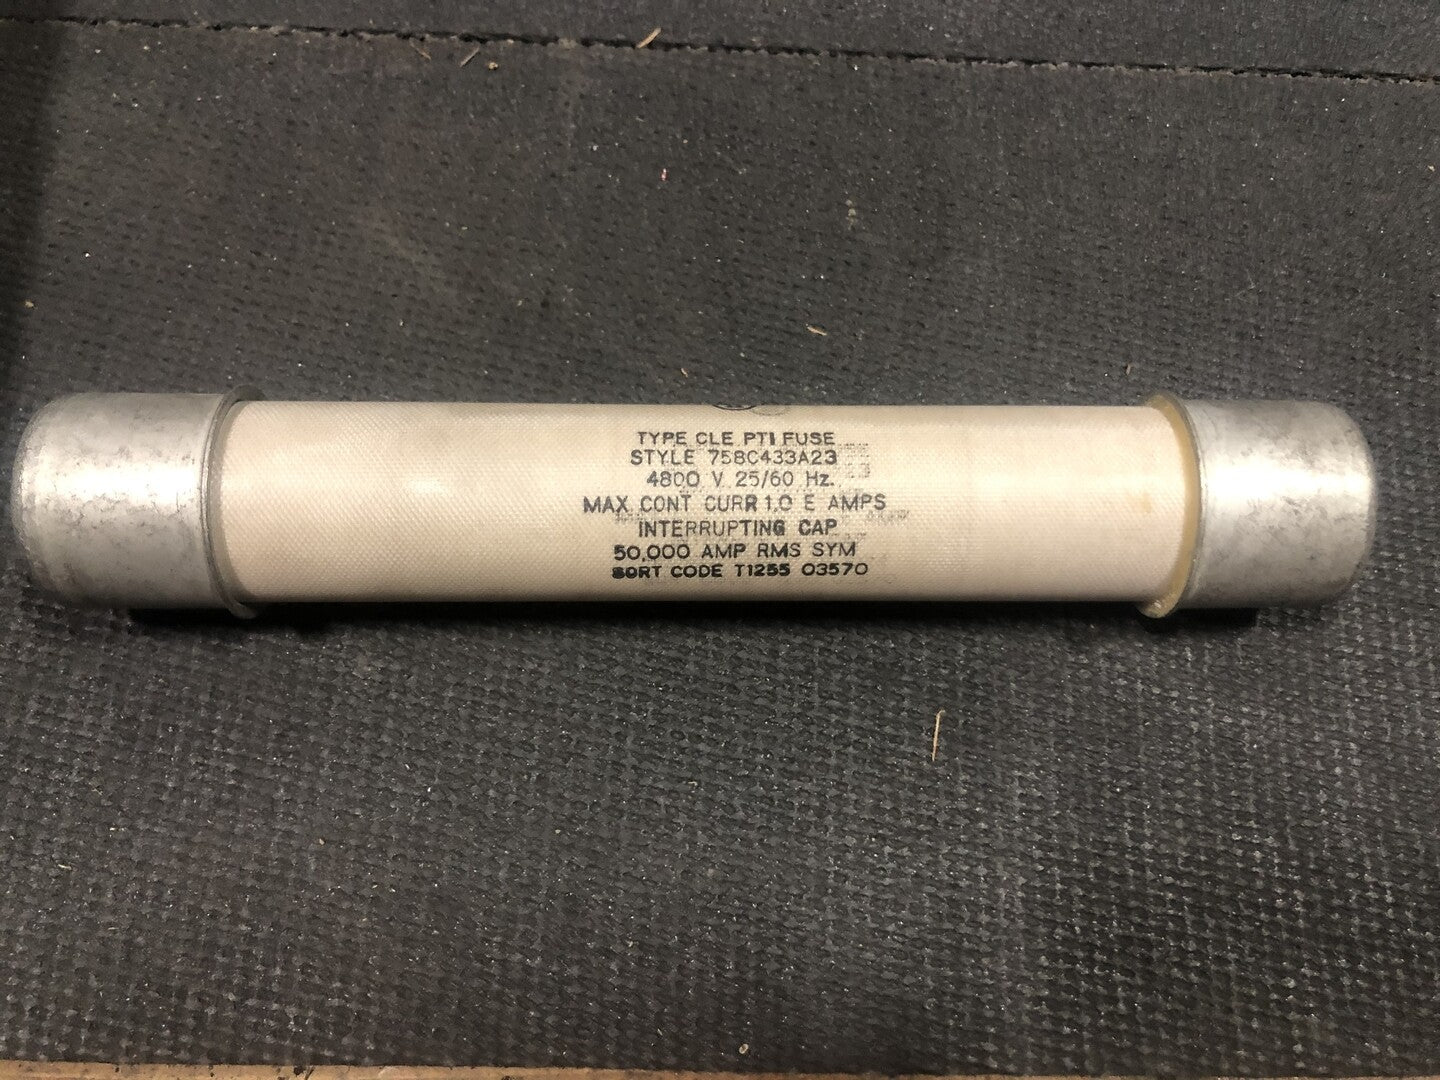 TYPE CLE PTI FUSE
STYLE 758C433A23
4800 V 25/60 Hz.
MAX CONT CURR 1.0 E AMPS
INTERRUPTING CAP
50,000 AMP RMS SYM
SORT CODE T1255 03570